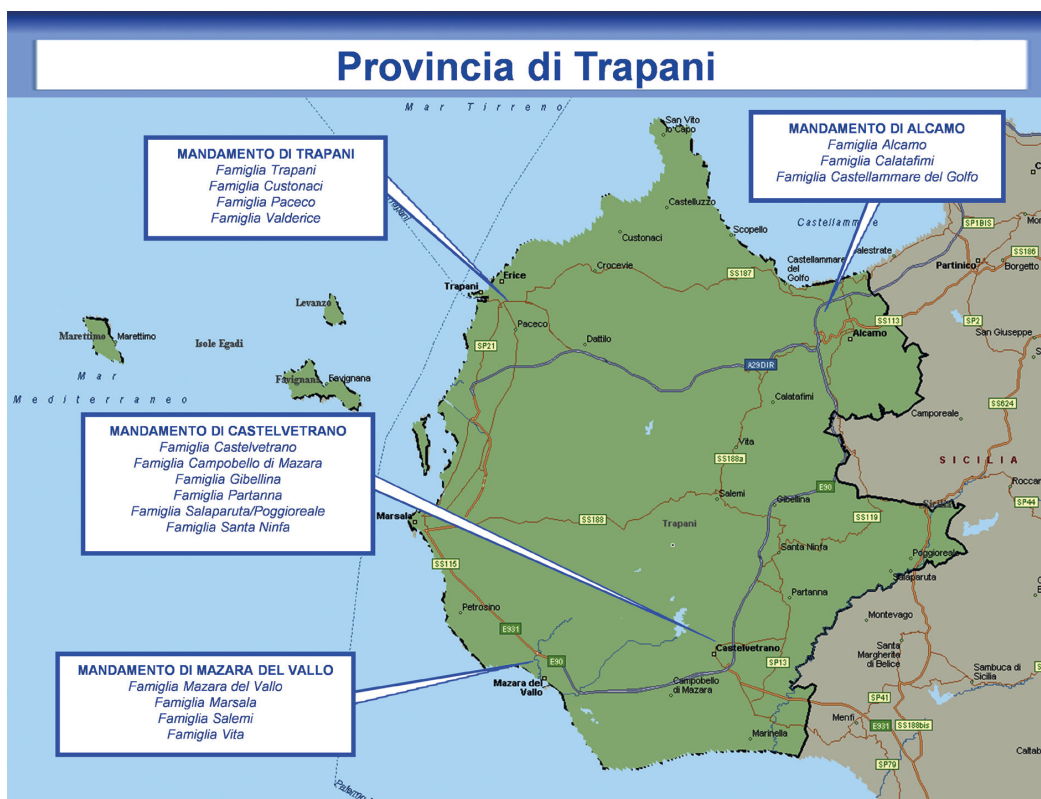 Provincia di Trapani
Mar Tirreno
MANDAMENTO DI TRAPANI
Famiglia Trapani
Famiglia Custonaci
Famiglia Paceco
Famiglia Valderice
MANDAMENTO DI ALCAMO
Famiglia Alcamo
Famiglia Calatafimi
Famiglia Castellammare del Golfo
San Vito
lo Capo
Castelluzzo
Custonaci
Scopello
Castellammare
SP1BIS
SS186
Crocevie
Castellammare
del
Golfo
Partinico
Borgetto
SS187
Erice
Trapani
Levanzo
SS113
SP2
Marettimo
Marettimo
Isole Egadi
Paceco
SP21
Dattilo
Alcamo
San Giuseppe
A29DIR
Mar
Mediterraneo
Favignana
Favignana
Calatafimi
SS624
Camporeale
MANDAMENTO DI CASTELVETRANO
Famiglia Castelvetrano
Famiglia Campobello di Mazara
Famiglia Gibellina
Famiglia Partanna
Famiglia Salaparuta/Poggioreale
Famiglia Santa Ninfa
Vita
SS188a
SICILIA
E90
Salemi
Gibellina
SP44
Sicilia
Marsala
SS188
Trapani
SS119
Santa Ninfa
Poggioreale
SS115
Salaparuta
Partanna
Petrosino
Montevago
E931
Castelvetrano
Santa
Margherita
di Belice
E90
SP13
Sambuca di
Sicilia
MANDAMENTO DI MAZARA DEL VALLO
Famiglia Mazara del Vallo
Famiglia Marsala
Famiglia Salemi
Famiglia Vita
Mazara del
Vallo
Campobello
di Mazara
SP41
Menfi
E931
SS188bis
Marinella
SP79